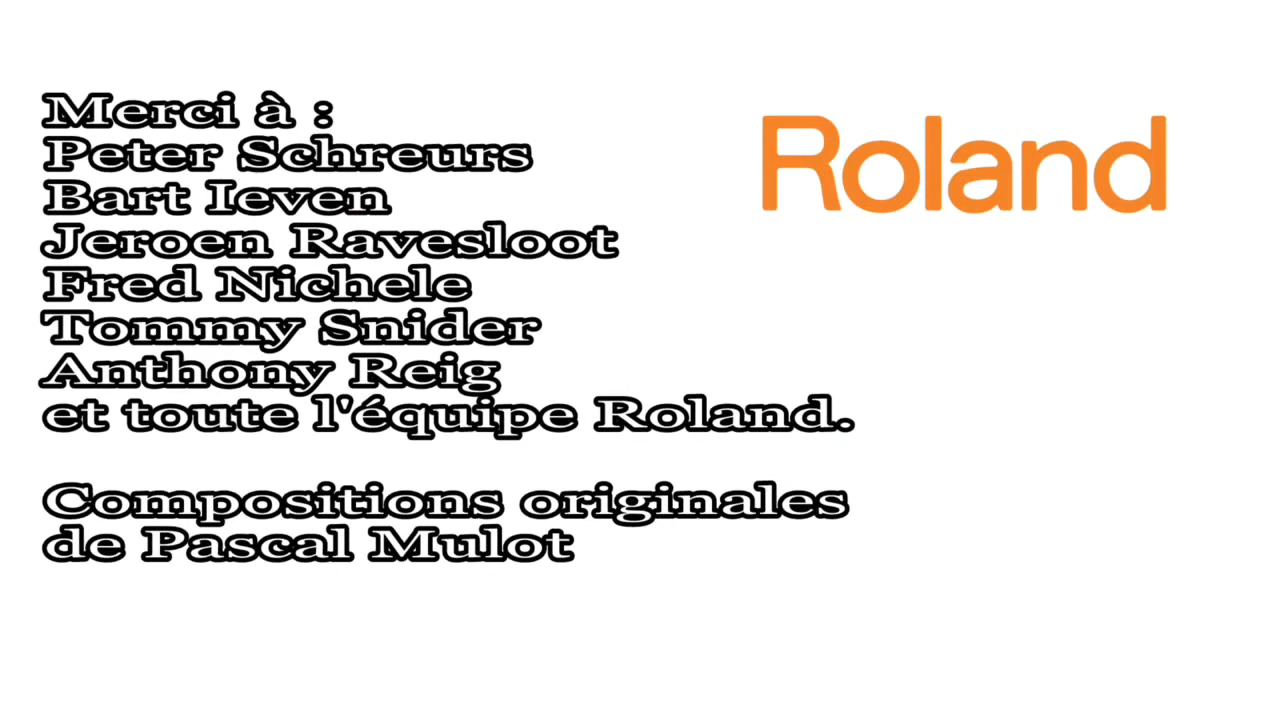 Merci à :
Peter Schreurs
Bart Ieven
Jeroen Ravesloot
Fred Nichele
Tommy Snider
Anthony Reig
et toute l'équipe Roland.
Compositions originales
de Pascal Mulot
Roland